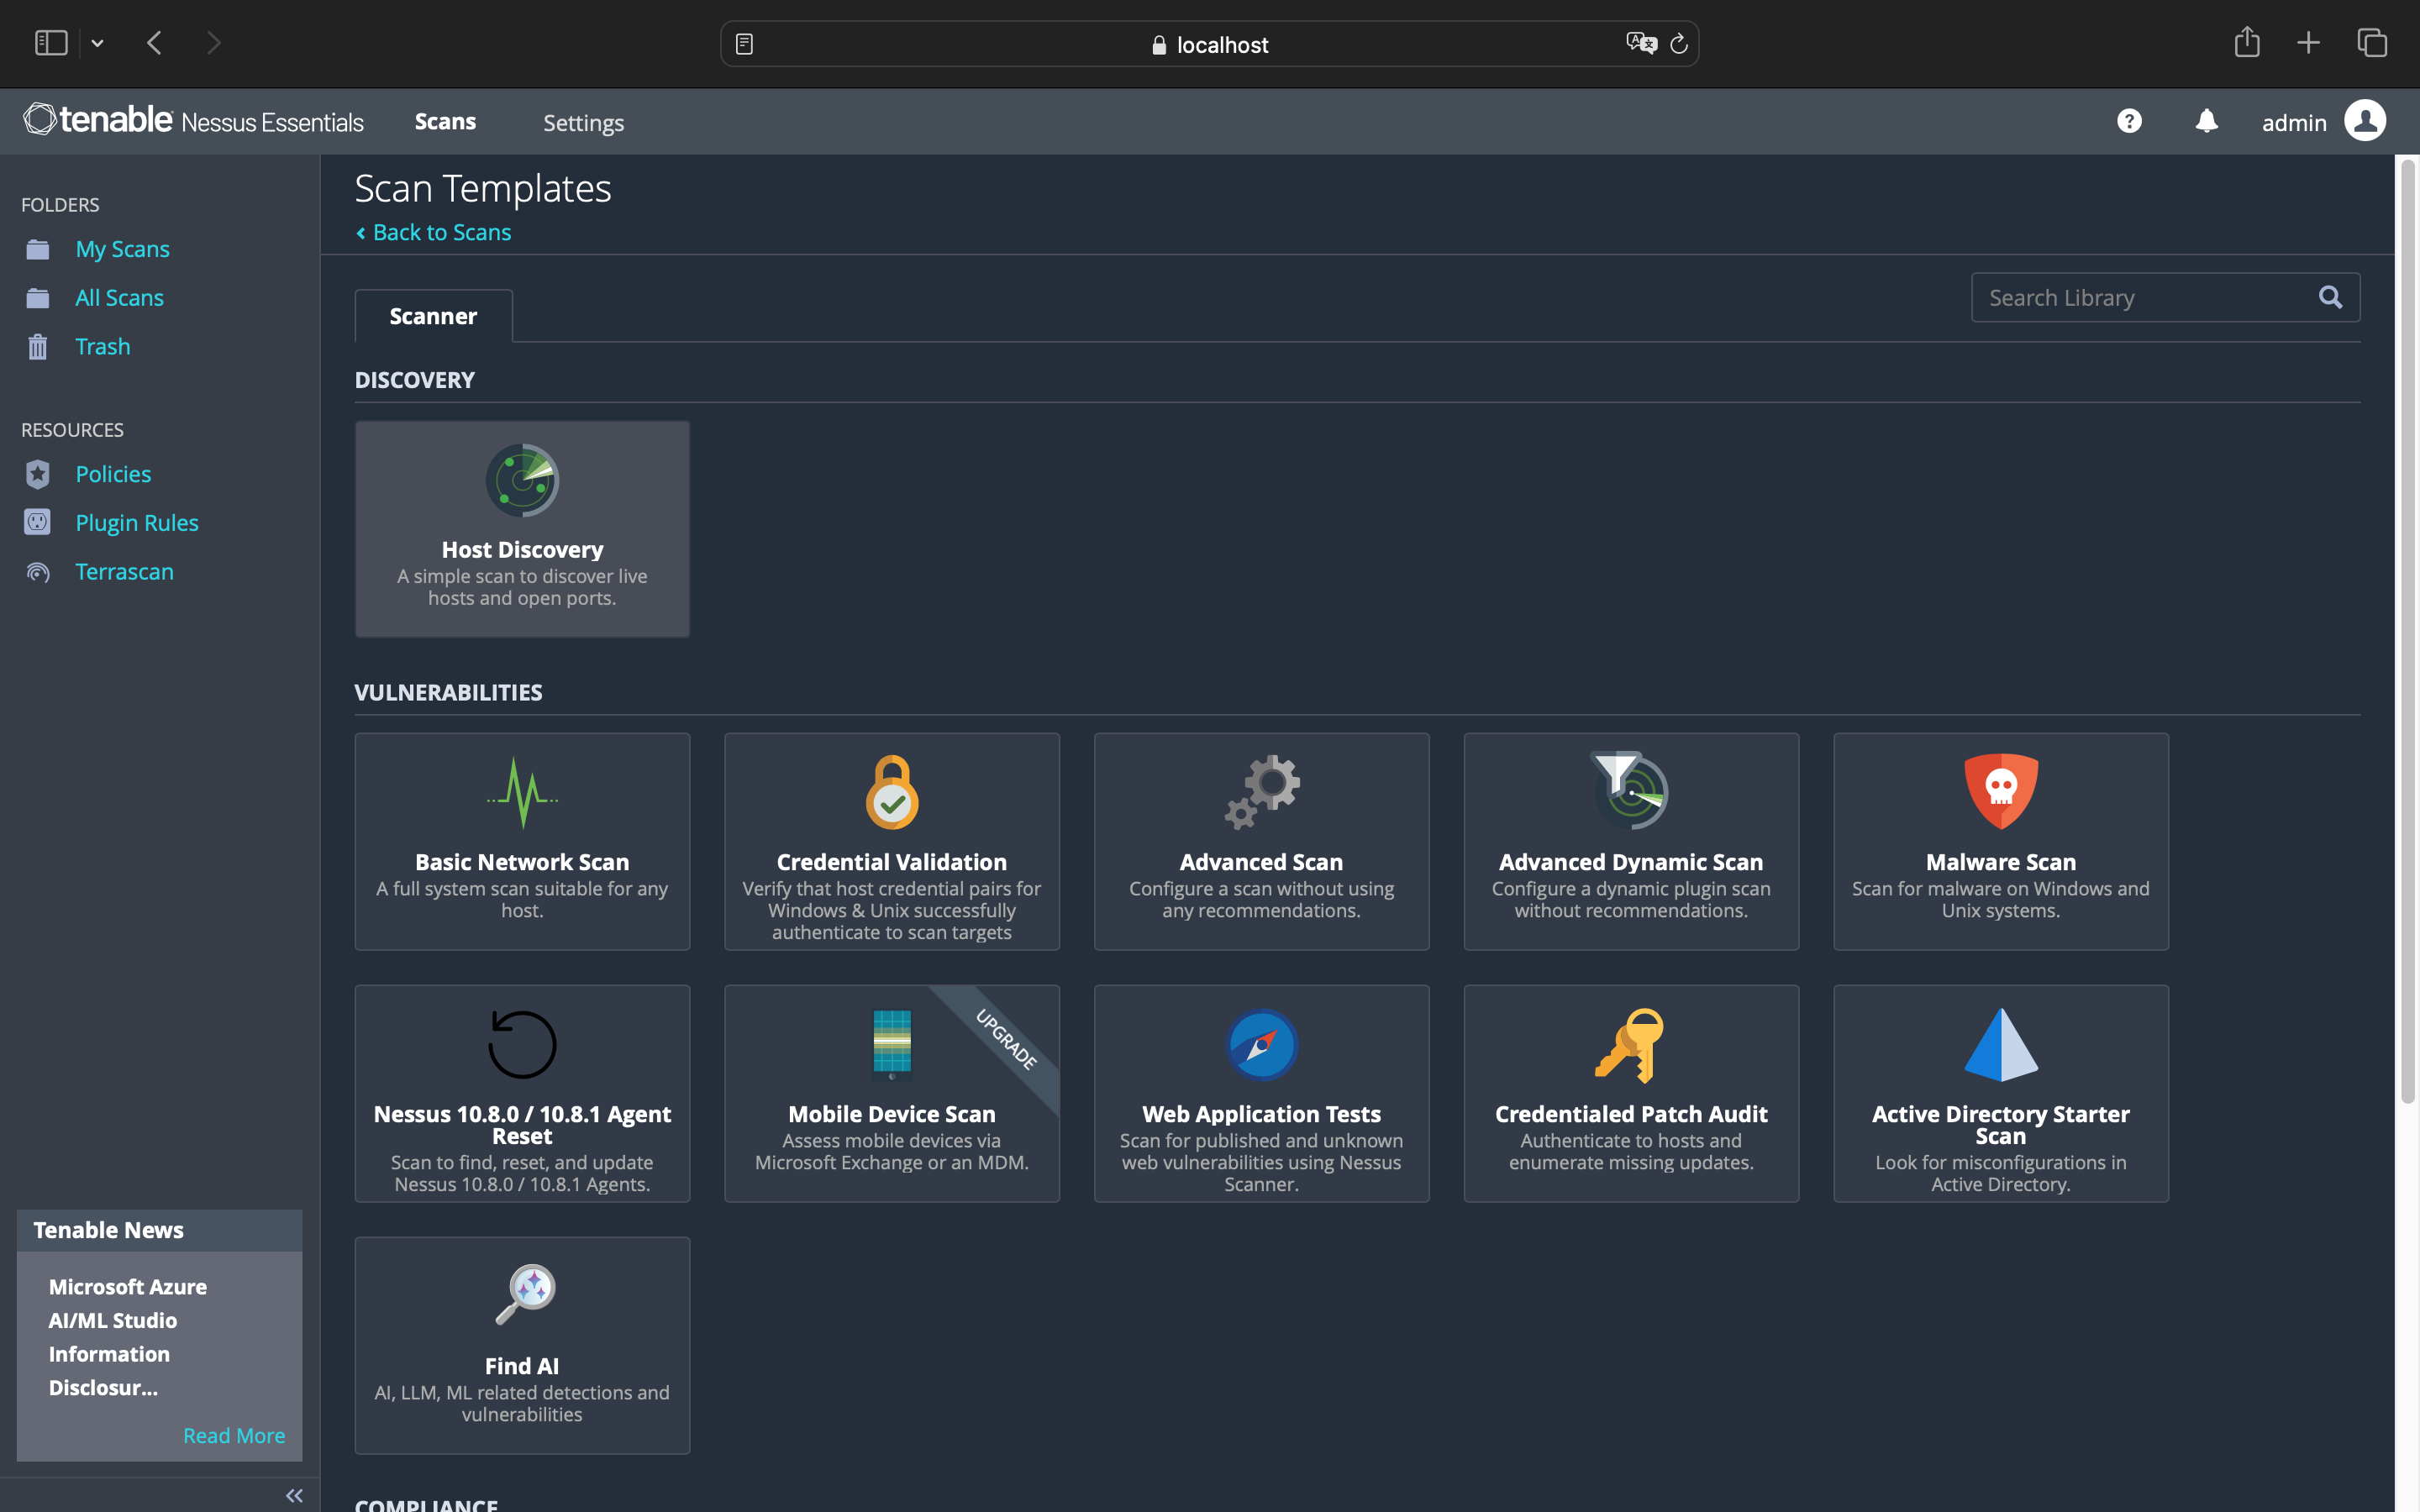 localhost
tenable Nessus Essentials
Scans
Settings
admin
FOLDERS
My Scans
All Scans
Trash
RESOURCES
Policies
Plugin Rules
Terrascan
Tenable News
Microsoft Azure
AI/ML Studio
Information
Disclosur...
Read More
Scan Templates
Back to Scans
Scanner
Search Library
DISCOVERY
Host Discovery
A simple scan to discover live
hosts and open ports.
VULNERABILITIES
Basic Network Scan
A full system scan suitable for any
host.
Credential Validation
Verify that host credential pairs for
Windows & Unix successfully
authenticate to scan targets
Advanced Scan
Configure a scan without using
any recommendations.
Advanced Dynamic Scan
Configure a dynamic plugin scan
without recommendations.
Malware Scan
Scan for malware on Windows and
Unix systems.
Nessus 10.8.0 / 10.8.1 Agent
Reset
Scan to find, reset, and update
Nessus 10.8.0 / 10.8.1 Agents.
UPGRADE
Mobile Device Scan
Assess mobile devices via
Microsoft Exchange or an MDM.
Web Application Tests
Scan for published and unknown
web vulnerabilities using Nessus
Scanner.
Credentialed Patch Audit
Authenticate to hosts and
enumerate missing updates.
Active Directory Starter
Scan
Look for misconfigurations in
Active Directory.
Find AI
AI, LLM, ML related detections and
vulnerabilities
COMPLIANCE